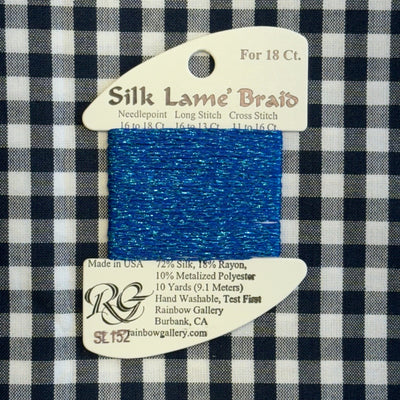 For 18 Ct.
Silk Lame' Braid
Needlepoint Long Stitch Cross Stitch
16 to 18 Ct. 16 to 13 Ct. 11 to 16 Ct.
Made in USA 72% Silk, 18% Rayon,
10% Metalized Polyester
10 Yards (9.1 Meters)
RG Hand Washable, Test First
Rainbow Gallery
Burbank, CA
SL152 rainbowgallery.com